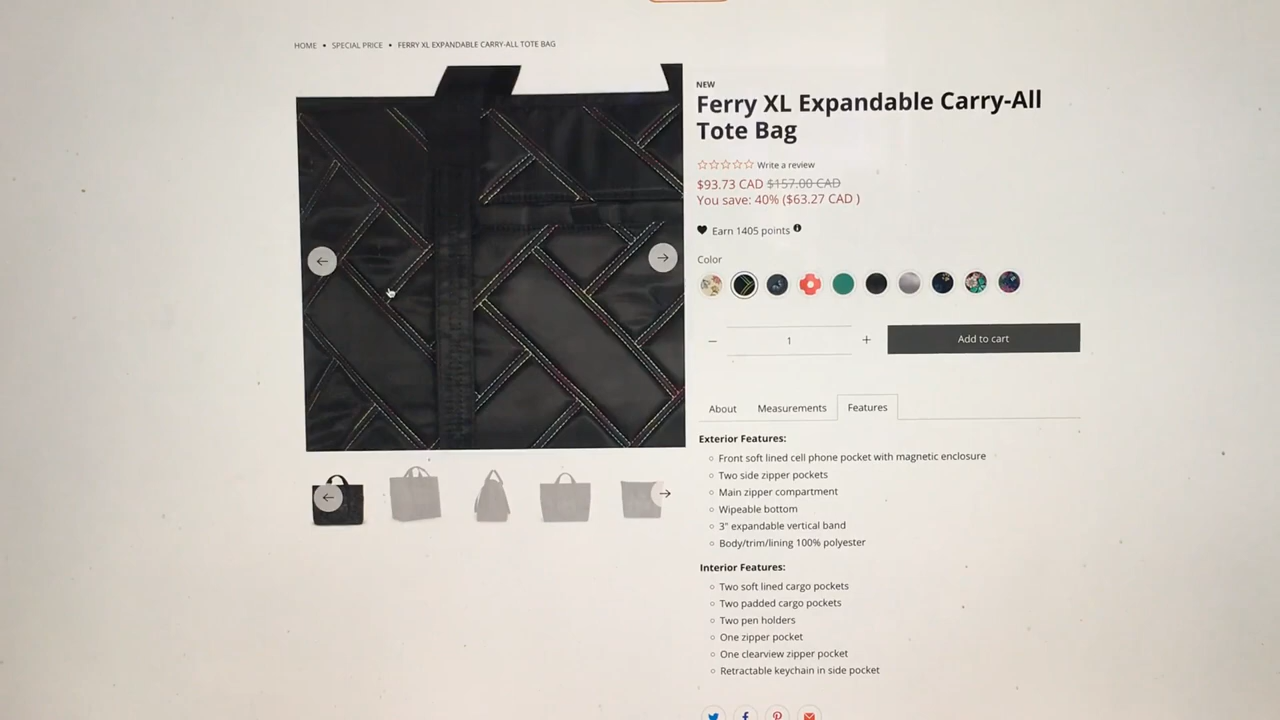 HOME • SPECIAL PRICE • FERRY XL EXPANDABLE CARRY-ALL TOTE BAG
NEW
Ferry XL Expandable Carry-All
Tote Bag
Write a review
$93.73 CAD $157.00 CAD
You save: 40% ($63.27 CAD )
Earn 1405 points
Color
1
Add to cart
About Measurements Features
Exterior Features:
Front soft lined cell phone pocket with magnetic enclosure
Two side zipper pockets
Main zipper compartment
Wipeable bottom
3" expandable vertical band
Body/trim/lining 100% polyester
Interior Features:
Two soft lined cargo pockets
Two padded cargo pockets
Two pen holders
One zipper pocket
One clearview zipper pocket
Retractable keychain in side pocket